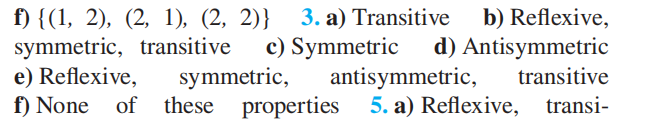 f) {(1, 2), (2, 1), (2, 2)} 3. a) Transitive b) Reflexive,
symmetric, transitive c) Symmetric d) Antisymmetric
e) Reflexive, symmetric, antisymmetric, transitive
f) None of these properties 5. a) Reflexive, transi-